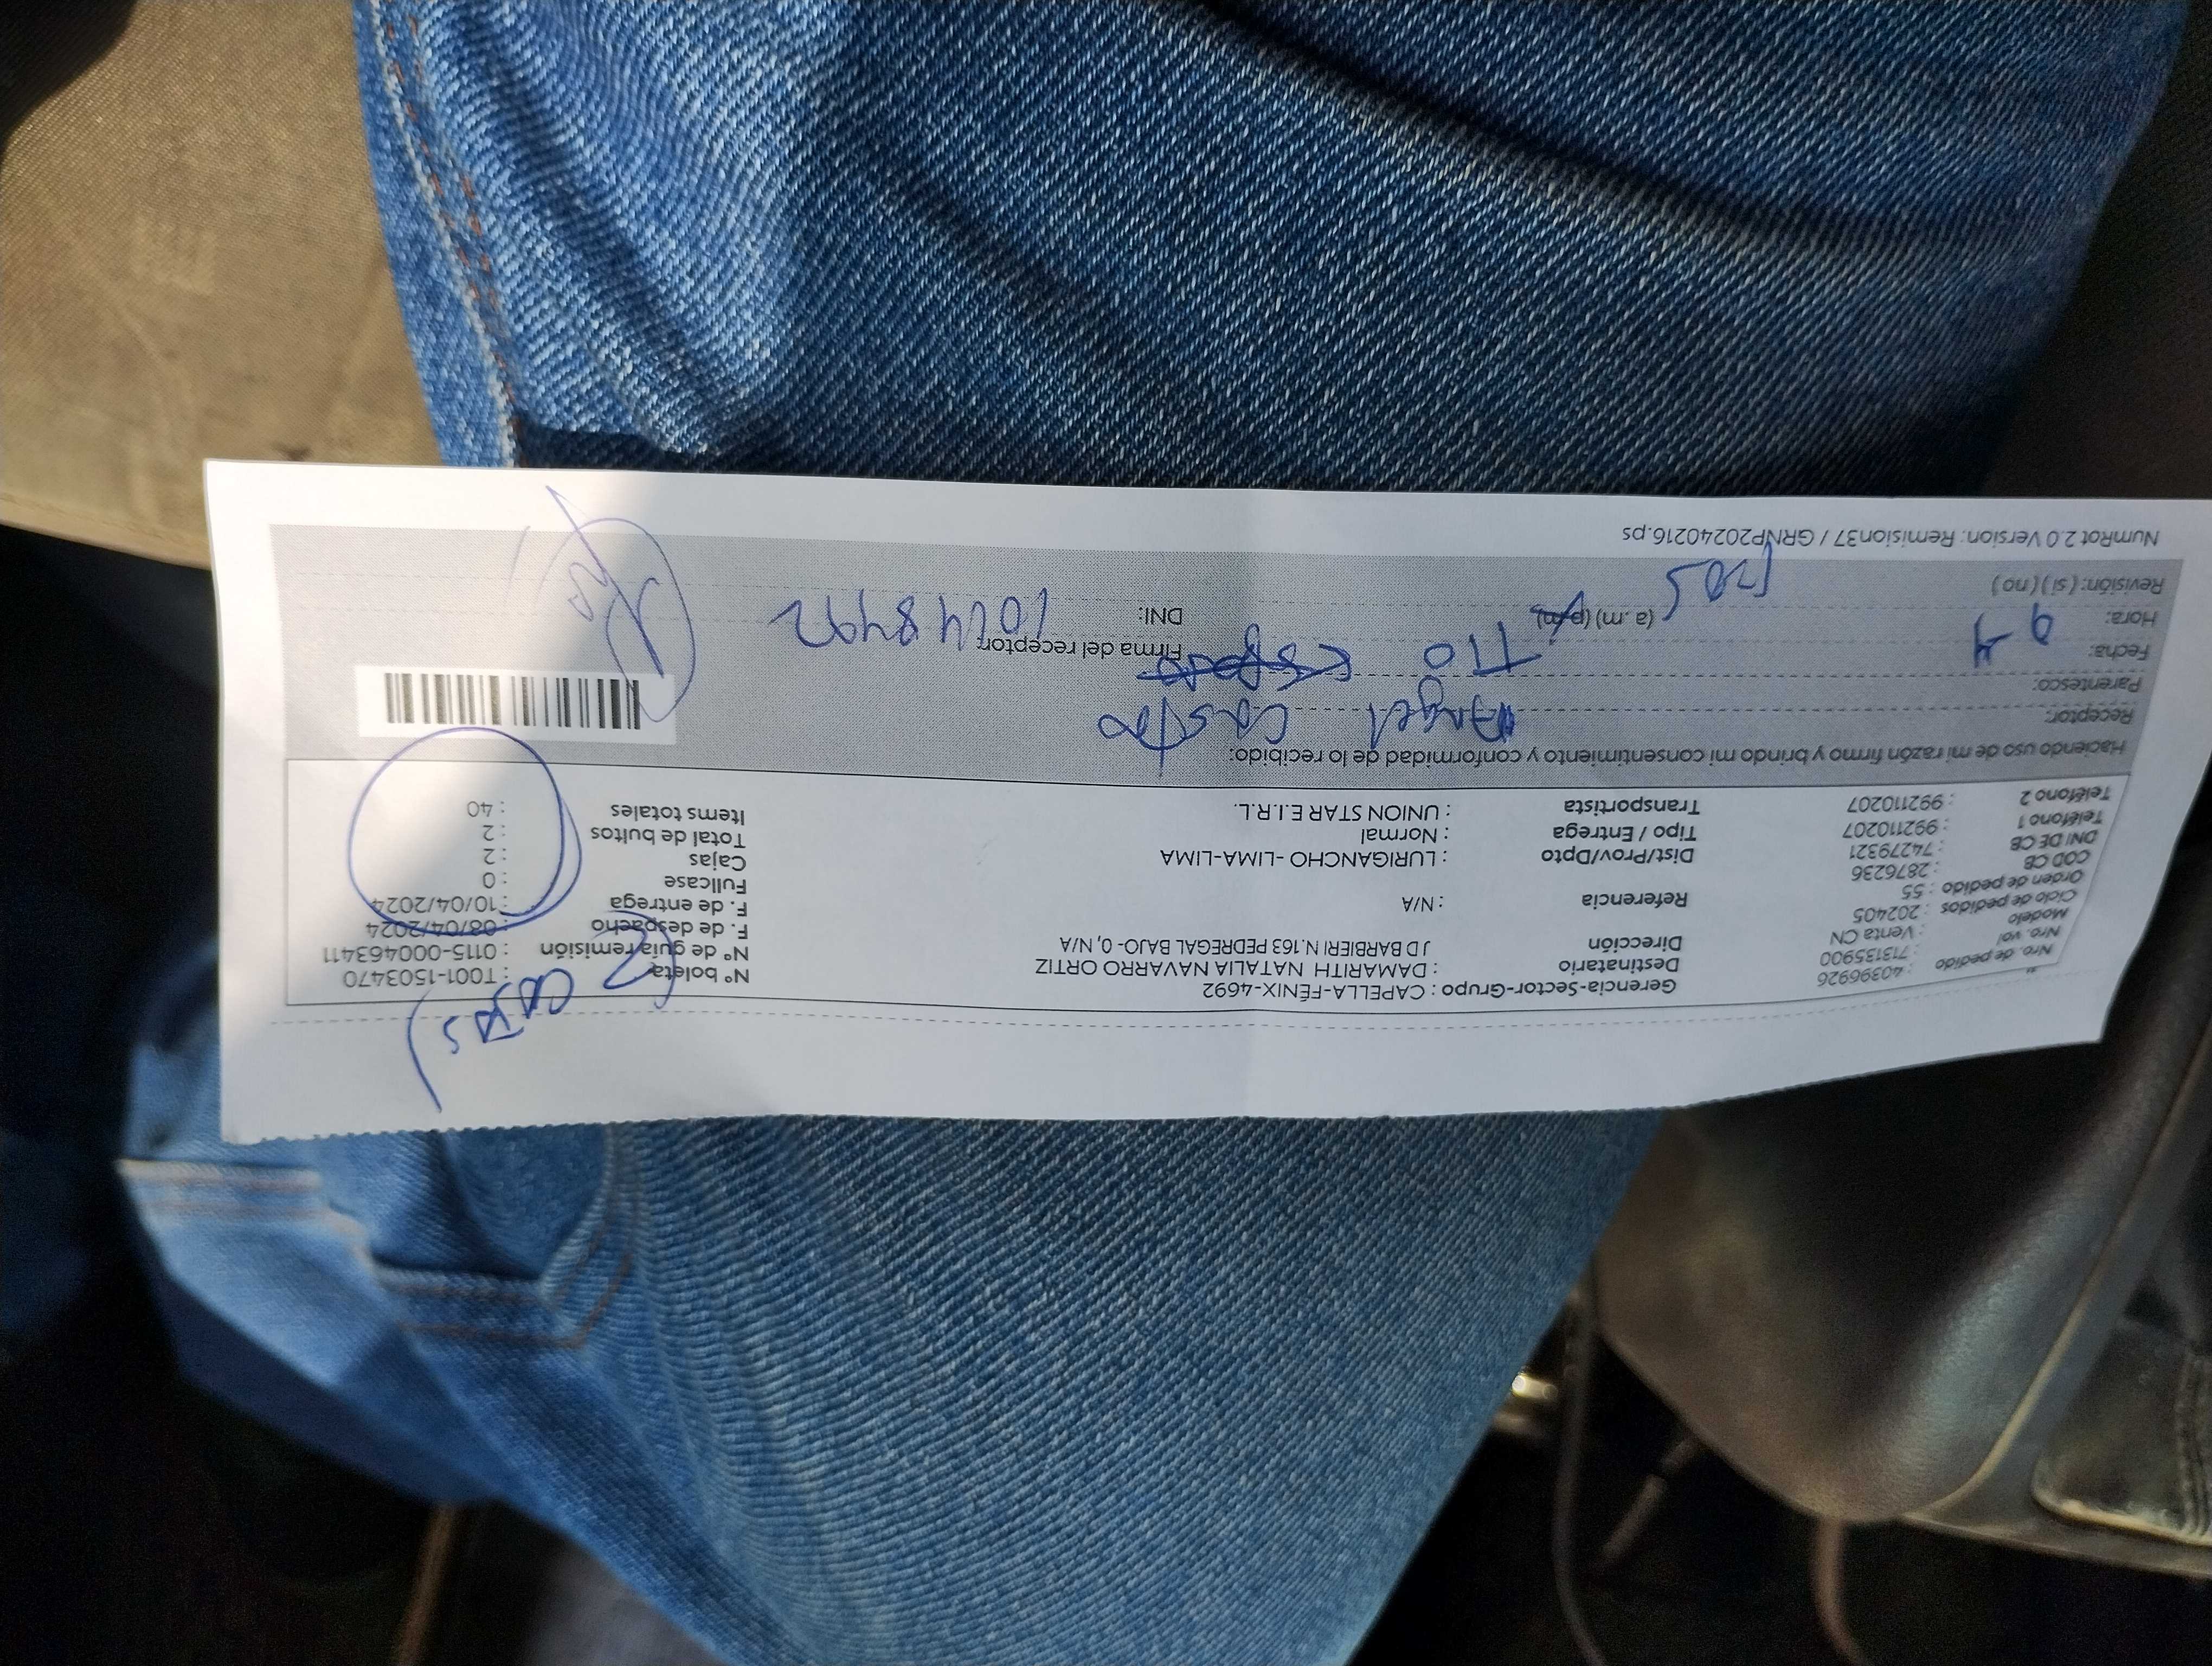 (2 CAJAS)
Nro. de pedido : 40396926
Nro. vol : 713135900
Modelo : Venta CN
Ciclo de pedidos : 202405
Orden de pedido : 55
COD CB : 2876236
DNI DE CB : 74279321
Teléfono 1 : 992110207
Teléfono 2 : 992110207
Gerencia-Sector-Grupo : CAPELLA-FÉNIX-4692
Destinatario : DAMARITH NATALIA NAVARRO ORTIZ
Dirección J D BARBIERI N.163 PEDREGAL BAJO- 0, N/A
Referencia : N/A
Dist/Prov/Dpto : LURIGANCHO -LIMA-LIMA
Tipo / Entrega : Normal
Transportista : UNION STAR E.I.R.L.
N° boleta : T001-1503470
N° de guia remisión : 0115-000463411
F. de despacho : 08/04/2024
F. de entrega : 10/04/2024
Fullcase : 0
Cajas : 2
Total de bultos : 2
Items totales : 40
Haciendo uso de mi razón firmo y brindo mi consentimiento y conformidad de lo recibido:
Receptor: Angel Castro
Parentesco: TIO
Fecha: 9-4
Hora: (a .m) (p/m)
Revisión: ( si ) ( no )
Firma del receptor:
DNI:
NumRot 2.0 Version: Remision37 / GRNP20240216.ps